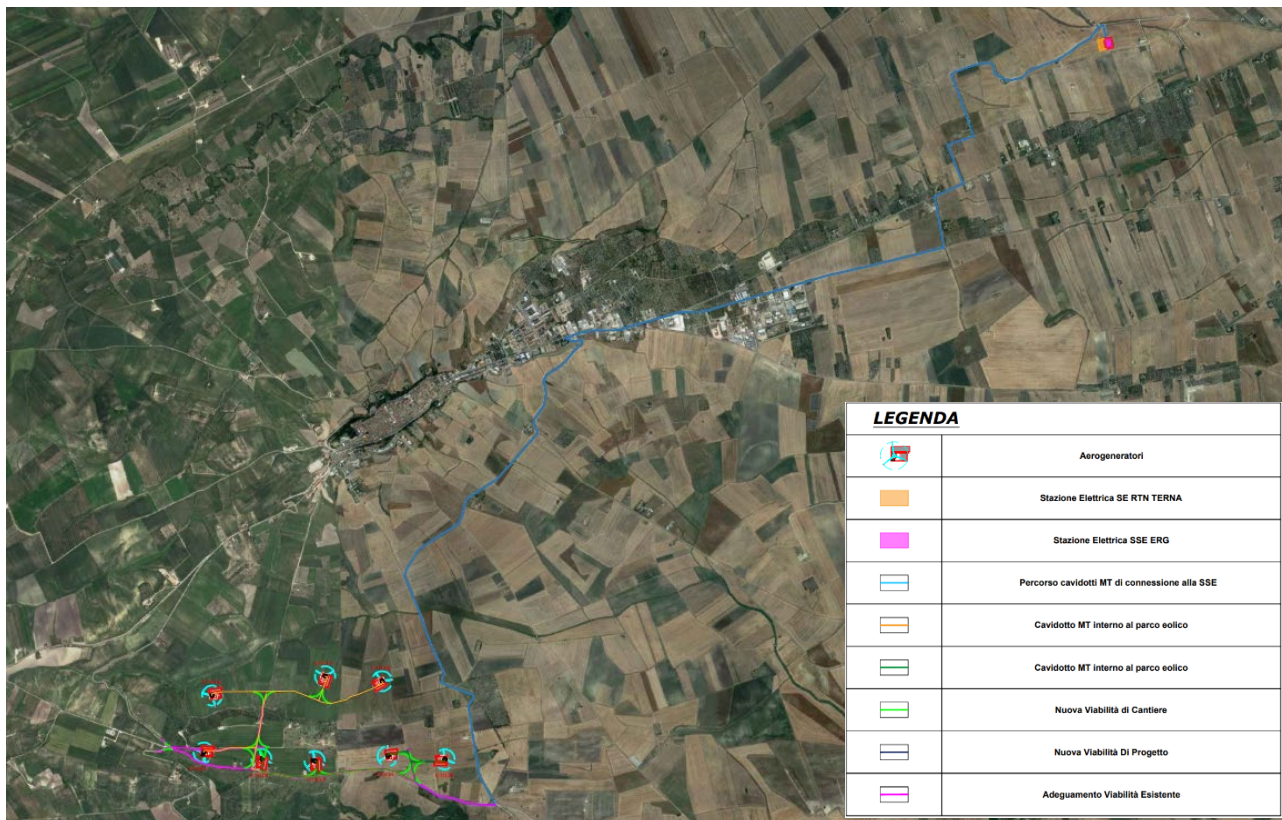 LEGENDA
Aerogeneratori
Stazione Elettrica SE RTN TERNA
Stazione Elettrica SSE ERG
Percorso cavidotti MT di connessione alla SSE
Cavidotto MT interno al parco eolico
Cavidotto MT interno al parco eolico
Nuova Viabilità di Cantiere
Nuova Viabilità Di Progetto
Adeguamento Viabilità Esistente